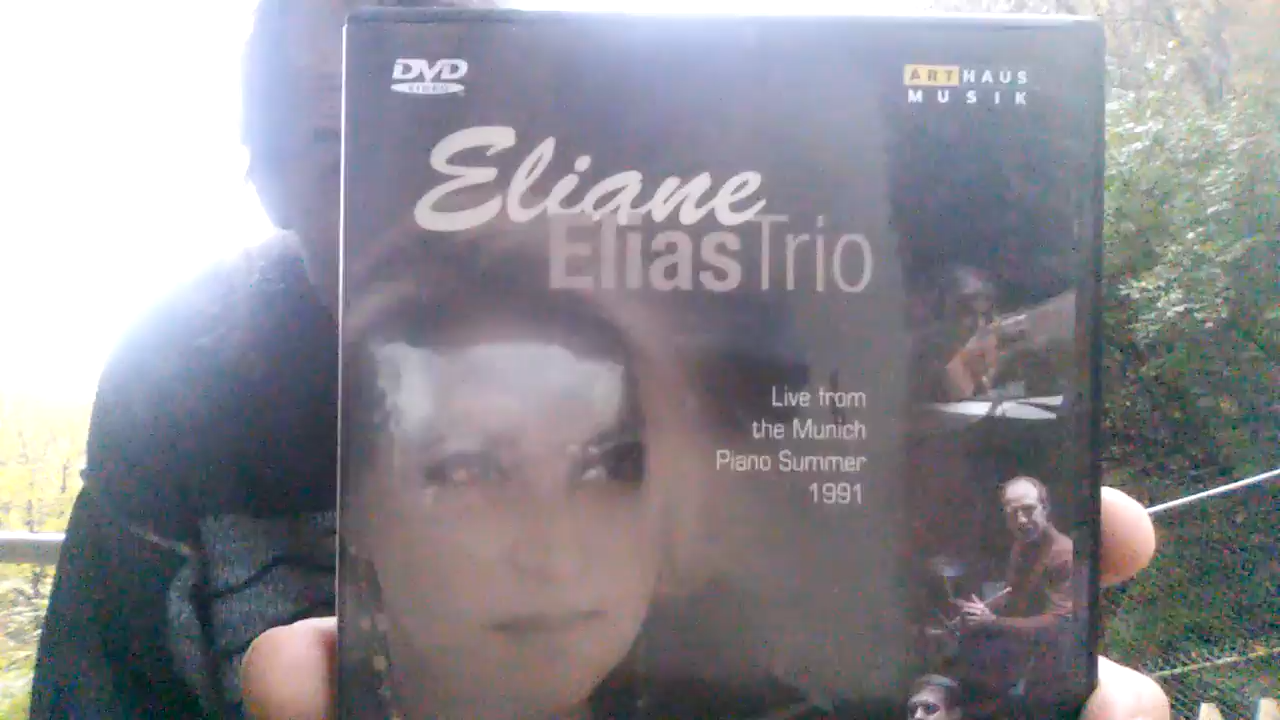 DVD
VIDEO
ARTHAUS
MUSIK
Eliane
Elias Trio
Live from
the Munich
Piano Summer
1991